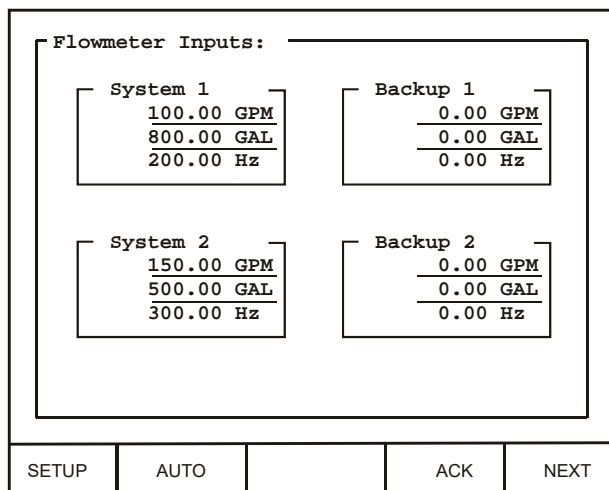 Flowmeter Inputs:
System 1
100.00 GPM
800.00 GAL
200.00 Hz
Backup 1
0.00 GPM
0.00 GAL
0.00 Hz
System 2
150.00 GPM
500.00 GAL
300.00 Hz
Backup 2
0.00 GPM
0.00 GAL
0.00 Hz
SETUP AUTO ACK NEXT